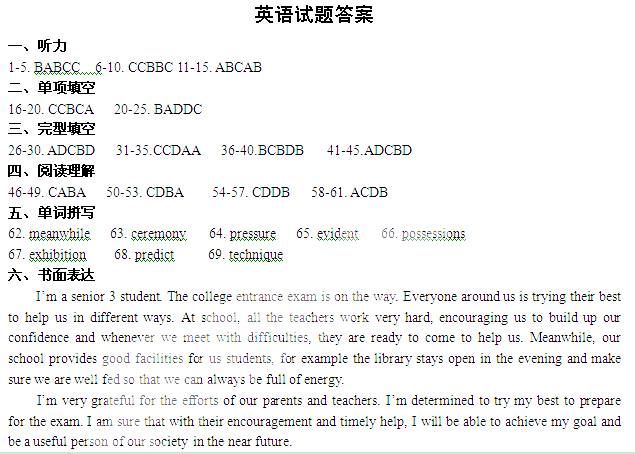 英语试题答案
一、听力
1-5. BABCC 6-10. CCBBC 11-15. ABCAB
二、单项填空
16-20. CCBCA 20-25. BADDC
三、完型填空
26-30. ADCBD 31-35.CCDAA 36-40.BCBDB 41-45.ADCBD
四、阅读理解
46-49. CABA 50-53. CDBA 54-57. CDDB 58-61. ACDB
五、单词拼写
62. meanwhile 63. ceremony 64. pressure 65. evident 66. possessions
67. exhibition 68. predict 69. technique
六、书面表达
I’m a senior 3 student. The college entrance exam is on the way. Everyone around us is trying their best
to help us in different ways. At school, all the teachers work very hard, encouraging us to build up our
confidence and whenever we meet with difficulties, they are ready to come to help us. Meanwhile, our
school provides good facilities for us students, for example the library stays open in the evening and make
sure we are well fed so that we can always be full of energy.
I’m very grateful for the efforts of our parents and teachers. I’m determined to try my best to prepare
for the exam. I am sure that with their encouragement and timely help, I will be able to achieve my goal and
be a useful person of our society in the near future.